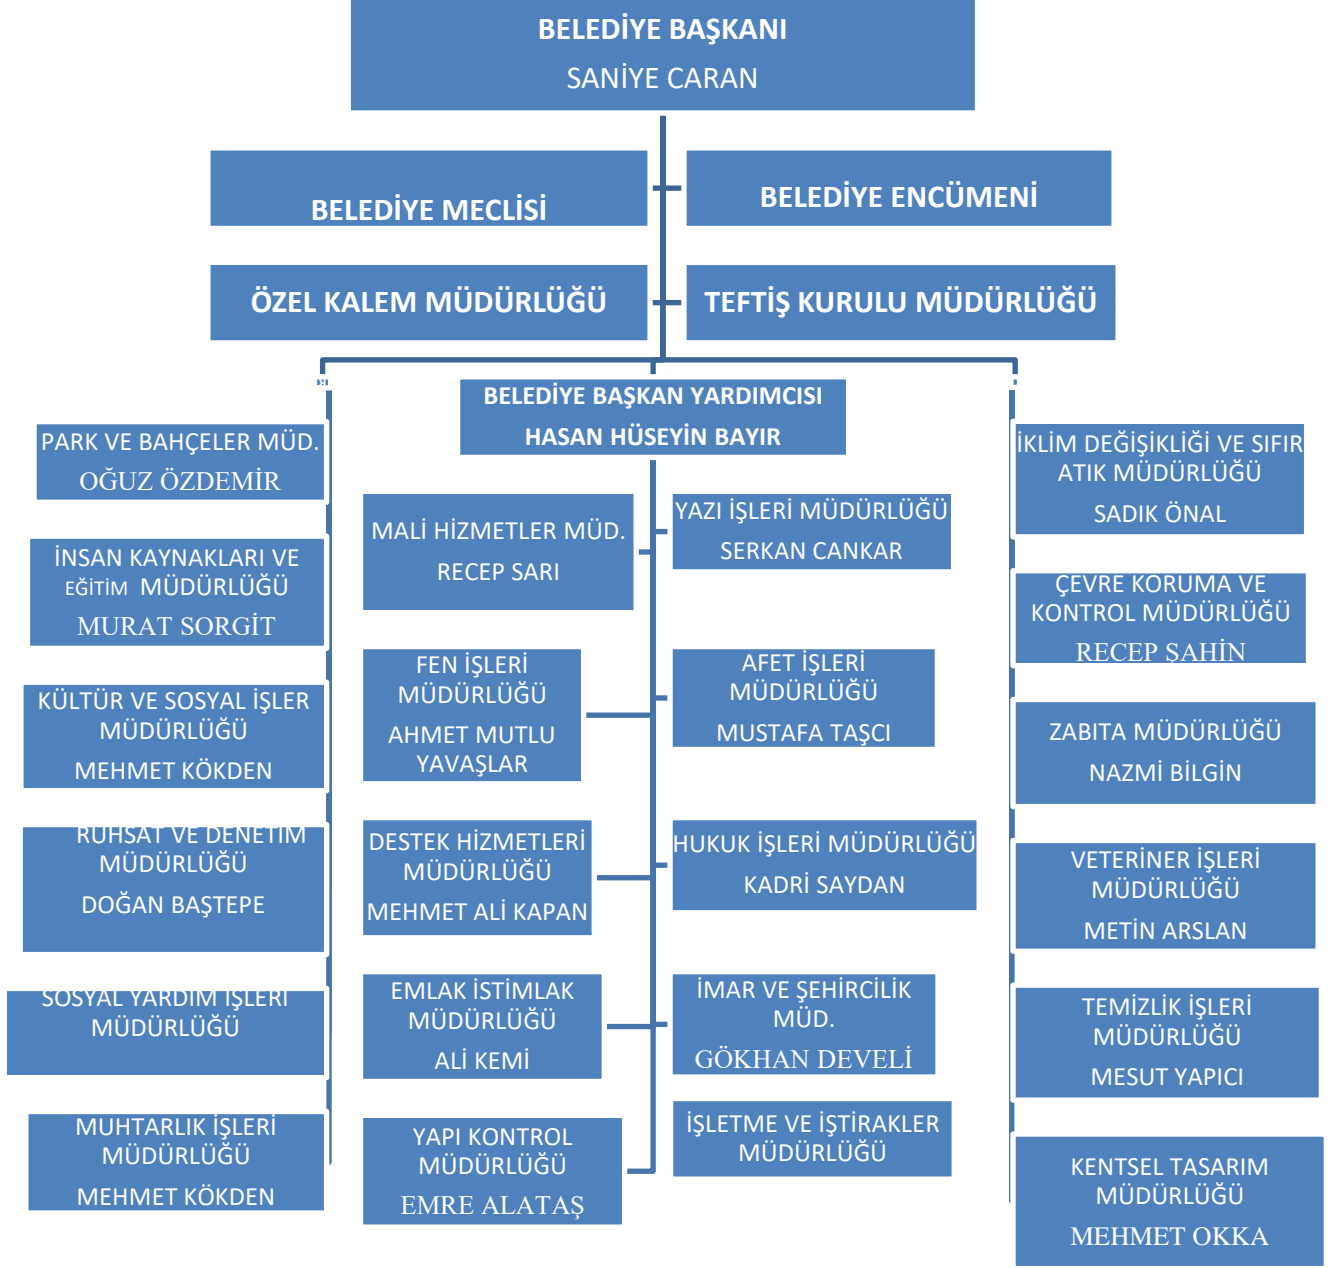 BELEDİYE BAŞKANI
SANİYE CARAN
BELEDİYE MECLİSİ
BELEDİYE ENCÜMENİ
ÖZEL KALEM MÜDÜRLÜĞÜ
TEFTİŞ KURULU MÜDÜRLÜĞÜ
BELEDİYE BAŞKAN YARDIMCISI
HASAN HÜSEYİN BAYIR
PARK VE BAHÇELER MÜD.
OĞUZ ÖZDEMİR
İNSAN KAYNAKLARI VE
EĞİTİM MÜDÜRLÜĞÜ
MURAT SORGİT
KÜLTÜR VE SOSYAL İŞLER
MÜDÜRLÜĞÜ
MEHMET KÖKDEN
RUHSAT VE DENETİM
MÜDÜRLÜĞÜ
DOĞAN BAŞTEPE
SOSYAL YARDIM İŞLERİ
MÜDÜRLÜĞÜ
MUHTARLIK İŞLERİ
MÜDÜRLÜĞÜ
MEHMET KÖKDEN
MALİ HİZMETLER MÜD.
RECEP SARI
FEN İŞLERİ
MÜDÜRLÜĞÜ
AHMET MUTLU
YAVAŞLAR
DESTEK HİZMETLERİ
MÜDÜRLÜĞÜ
MEHMET ALİ KAPAN
EMLAK İSTİMLAK
MÜDÜRLÜĞÜ
ALİ KEMİ
YAPI KONTROL
MÜDÜRLÜĞÜ
EMRE ALATAŞ
YAZI İŞLERİ MÜDÜRLÜĞÜ
SERKAN CANKAR
AFET İŞLERİ
MÜDÜRLÜĞÜ
MUSTAFA TAŞCI
HUKUK İŞLERİ MÜDÜRLÜĞÜ
KADRİ SAYDAN
İMAR VE ŞEHİRCİLİK
MÜD.
GÖKHAN DEVELİ
İŞLETME VE İŞTİRAKLER
MÜDÜRLÜĞÜ
İKLİM DEĞİŞİKLİĞİ VE SIFIR
ATIK MÜDÜRLÜĞÜ
SADIK ÖNAL
ÇEVRE KORUMA VE
KONTROL MÜDÜRLÜĞÜ
RECEP ŞAHİN
ZABITA MÜDÜRLÜĞÜ
NAZMİ BİLGİN
VETERİNER İŞLERİ
MÜDÜRLÜĞÜ
METİN ARSLAN
TEMİZLİK İŞLERİ
MÜDÜRLÜĞÜ
MESUT YAPICI
KENTSEL TASARIM
MÜDÜRLÜĞÜ
MEHMET OKKA